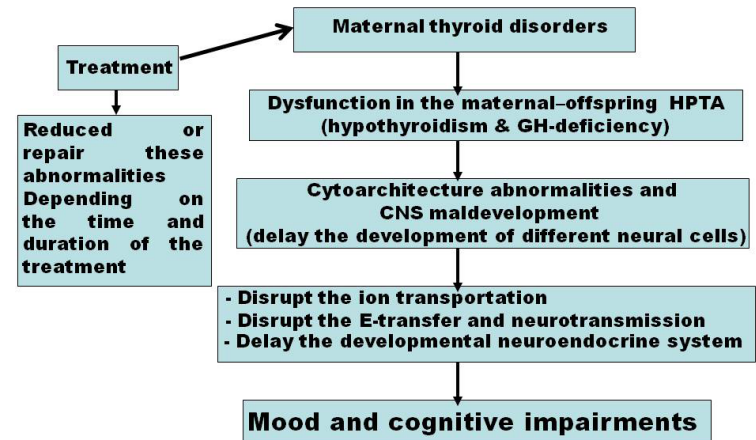 Maternal thyroid disorders
Treatment
Dysfunction in the maternal–offspring HPTA
(hypothyroidism & GH-deficiency)
Reduced or
repair these
abnormalities
Depending on
the time and
duration of the
treatment
Cytoarchitecture abnormalities and
CNS maldevelopment
(delay the development of different neural cells)
- Disrupt the ion transportation
- Disrupt the E-transfer and neurotransmission
- Delay the developmental neuroendocrine system
Mood and cognitive impairments